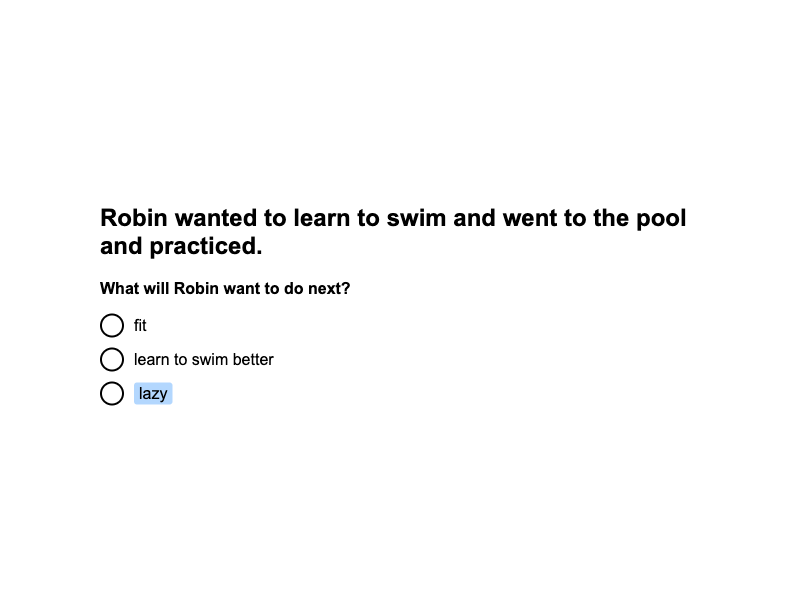 Robin wanted to learn to swim and went to the pool
and practiced.
What will Robin want to do next?
fit
learn to swim better
lazy